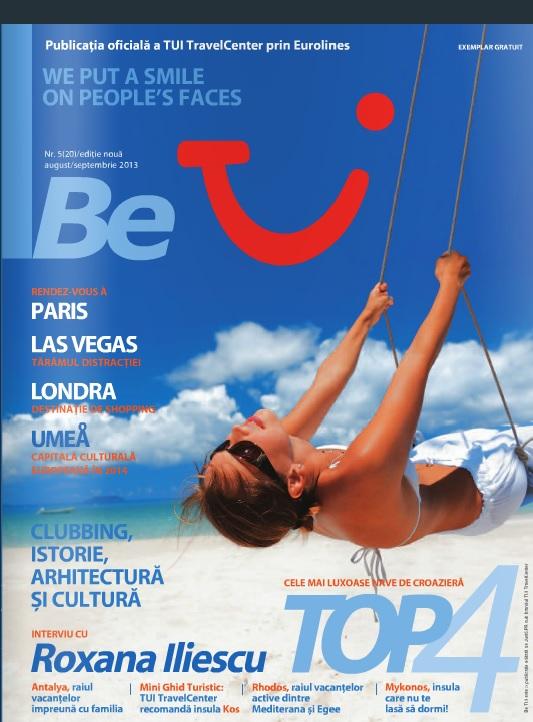 Publicația oficială a TUI TravelCenter prin Eurolines
EXEMPLAR GRATUIT
WE PUT A SMILE
ON PEOPLE'S FACES
Nr. 5(20)/ediție nouă
august/septembrie 2013
Be
RENDEZ-VOUS À
PARIS
LAS VEGAS
TĂRÂMUL DISTRACȚIEI
LONDRA
DESTINAȚIE DE SHOPPING
UMEÅ
CAPITALĂ CULTURALĂ
EUROPEANĂ ÎN 2014
CLUBBING,
ISTORIE,
ARHITECTURĂ
ȘI CULTURĂ
CELE MAI LUXOASE NAVE DE CROAZIERĂ
TOP4
INTERVIU CU
Roxana Iliescu
Antalya, raiul
vacanțelor
împreună cu familia
Mini Ghid Turistic:
TUI TravelCenter
recomandă insula Kos
Rhodos, raiul vacanțelor
active dintre
Mediterana și Egee
Mykonos, insula
care nu te
lasă să dormi!